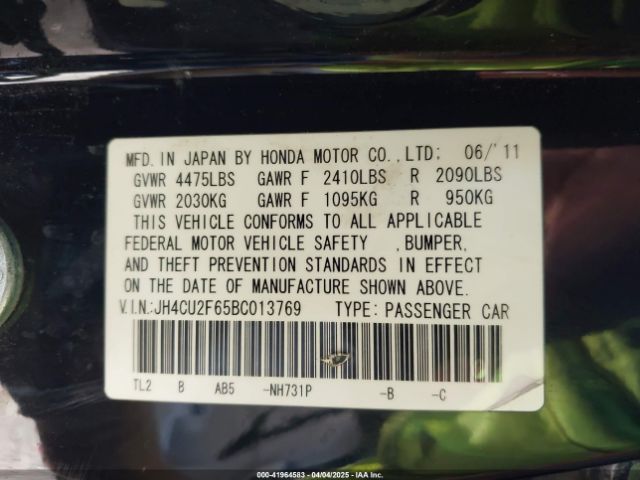 MFD. IN JAPAN BY HONDA MOTOR CO.,LTD; 06/'11
GVWR 4475LBS GAWR F 2410LBS R 2090LBS
GVWR 2030KG GAWR F 1095KG R 950KG
THIS VEHICLE CONFORMS TO ALL APPLICABLE
FEDERAL MOTOR VEHICLE SAFETY ,BUMPER,
AND THEFT PREVENTION STANDARDS IN EFFECT
ON THE DATE OF MANUFACTURE SHOWN ABOVE.
V.I.N.:JH4CU2F65BC013769 TYPE: PASSENGER CAR
TL2 B AB5 -NH731P -B -C
©2001-2025 - 41964583 - 04/04/2025 - IAA Inc.